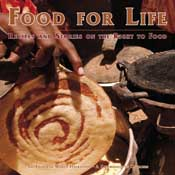 Food for Life
Recipes and Stories on the Right to Food